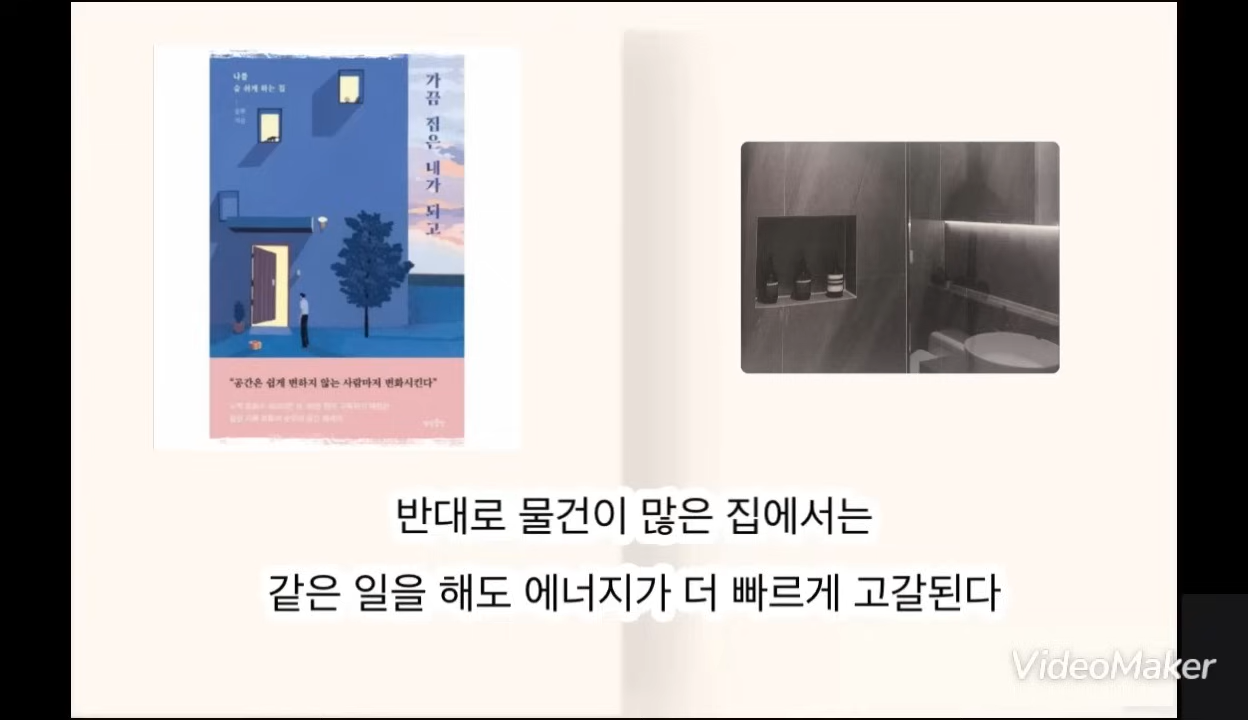 나를
숨 쉬게 하는 집
가끔 집은 내가 되고
“공간은 쉽게 변하지 않는 사람마저 변화시킨다”
반대로 물건이 많은 집에서는
같은 일을 해도 에너지가 더 빠르게 고갈된다
VideoMaker